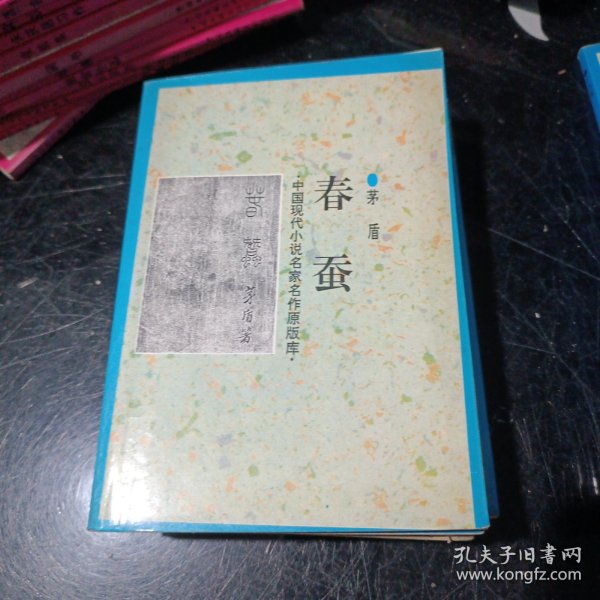 茅盾
春蚕
·中国现代小说名家名作原版库·
春蠶
茅盾著
孔夫子旧书网
www.kongfz.com